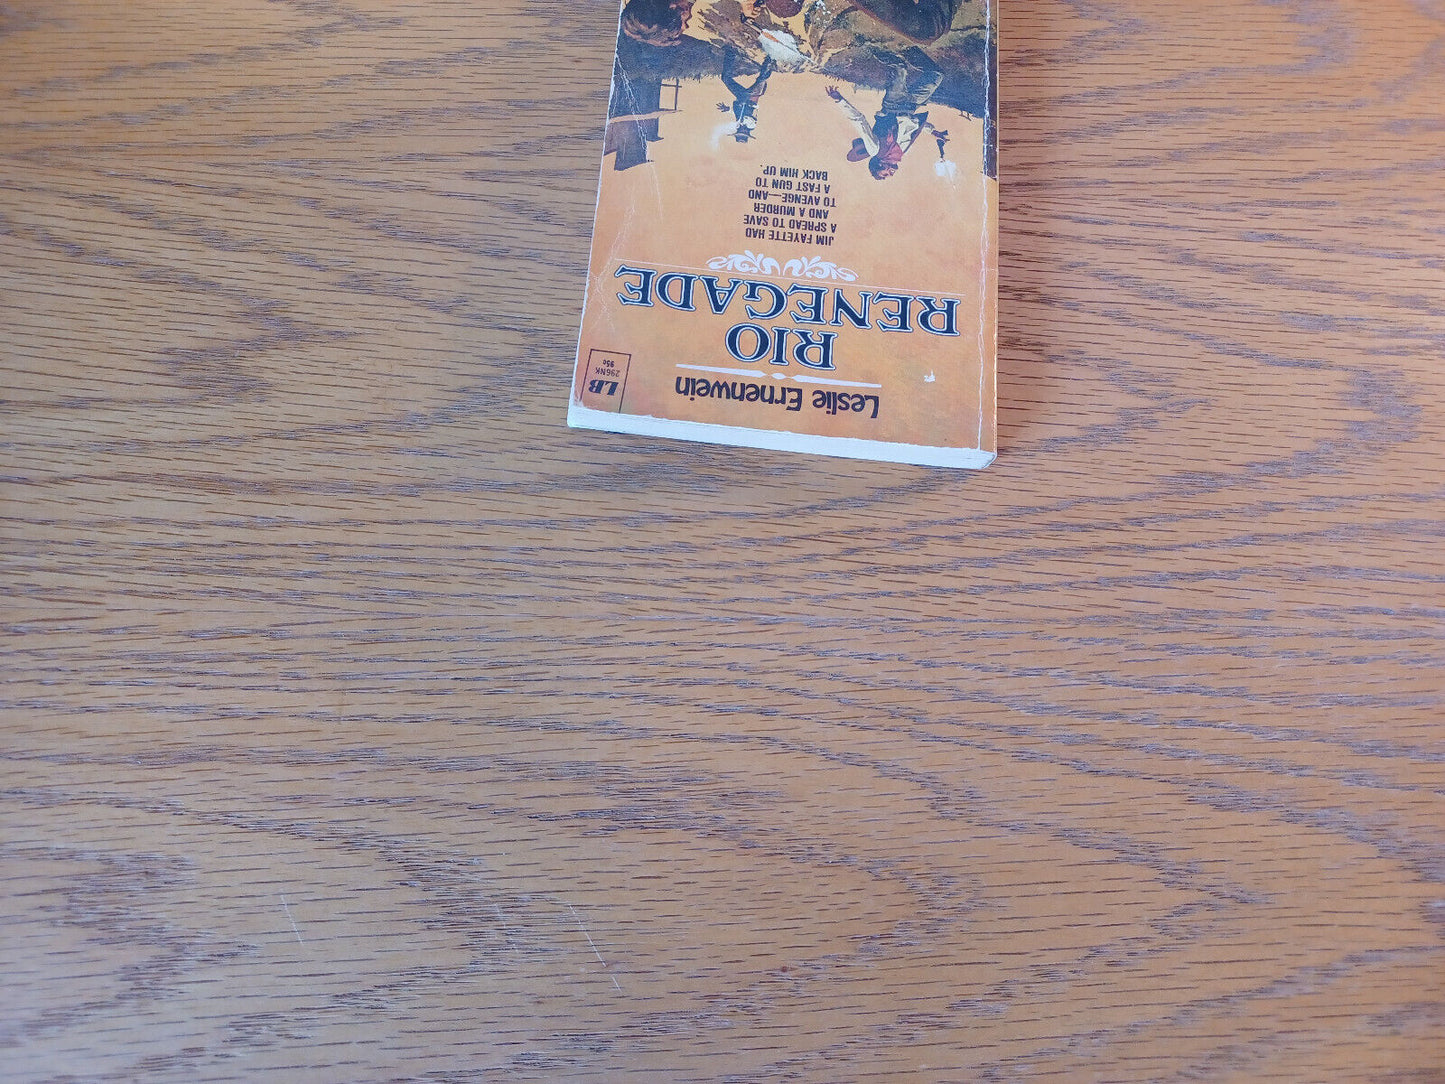 LB
296NK
95c
Leslie Ernenwein
RIO
RENEGADE
JIM FAYETTE HAD
A SPREAD TO SAVE
AND A MURDER
TO AVENGE—AND
A FAST GUN TO
BACK HIM UP.